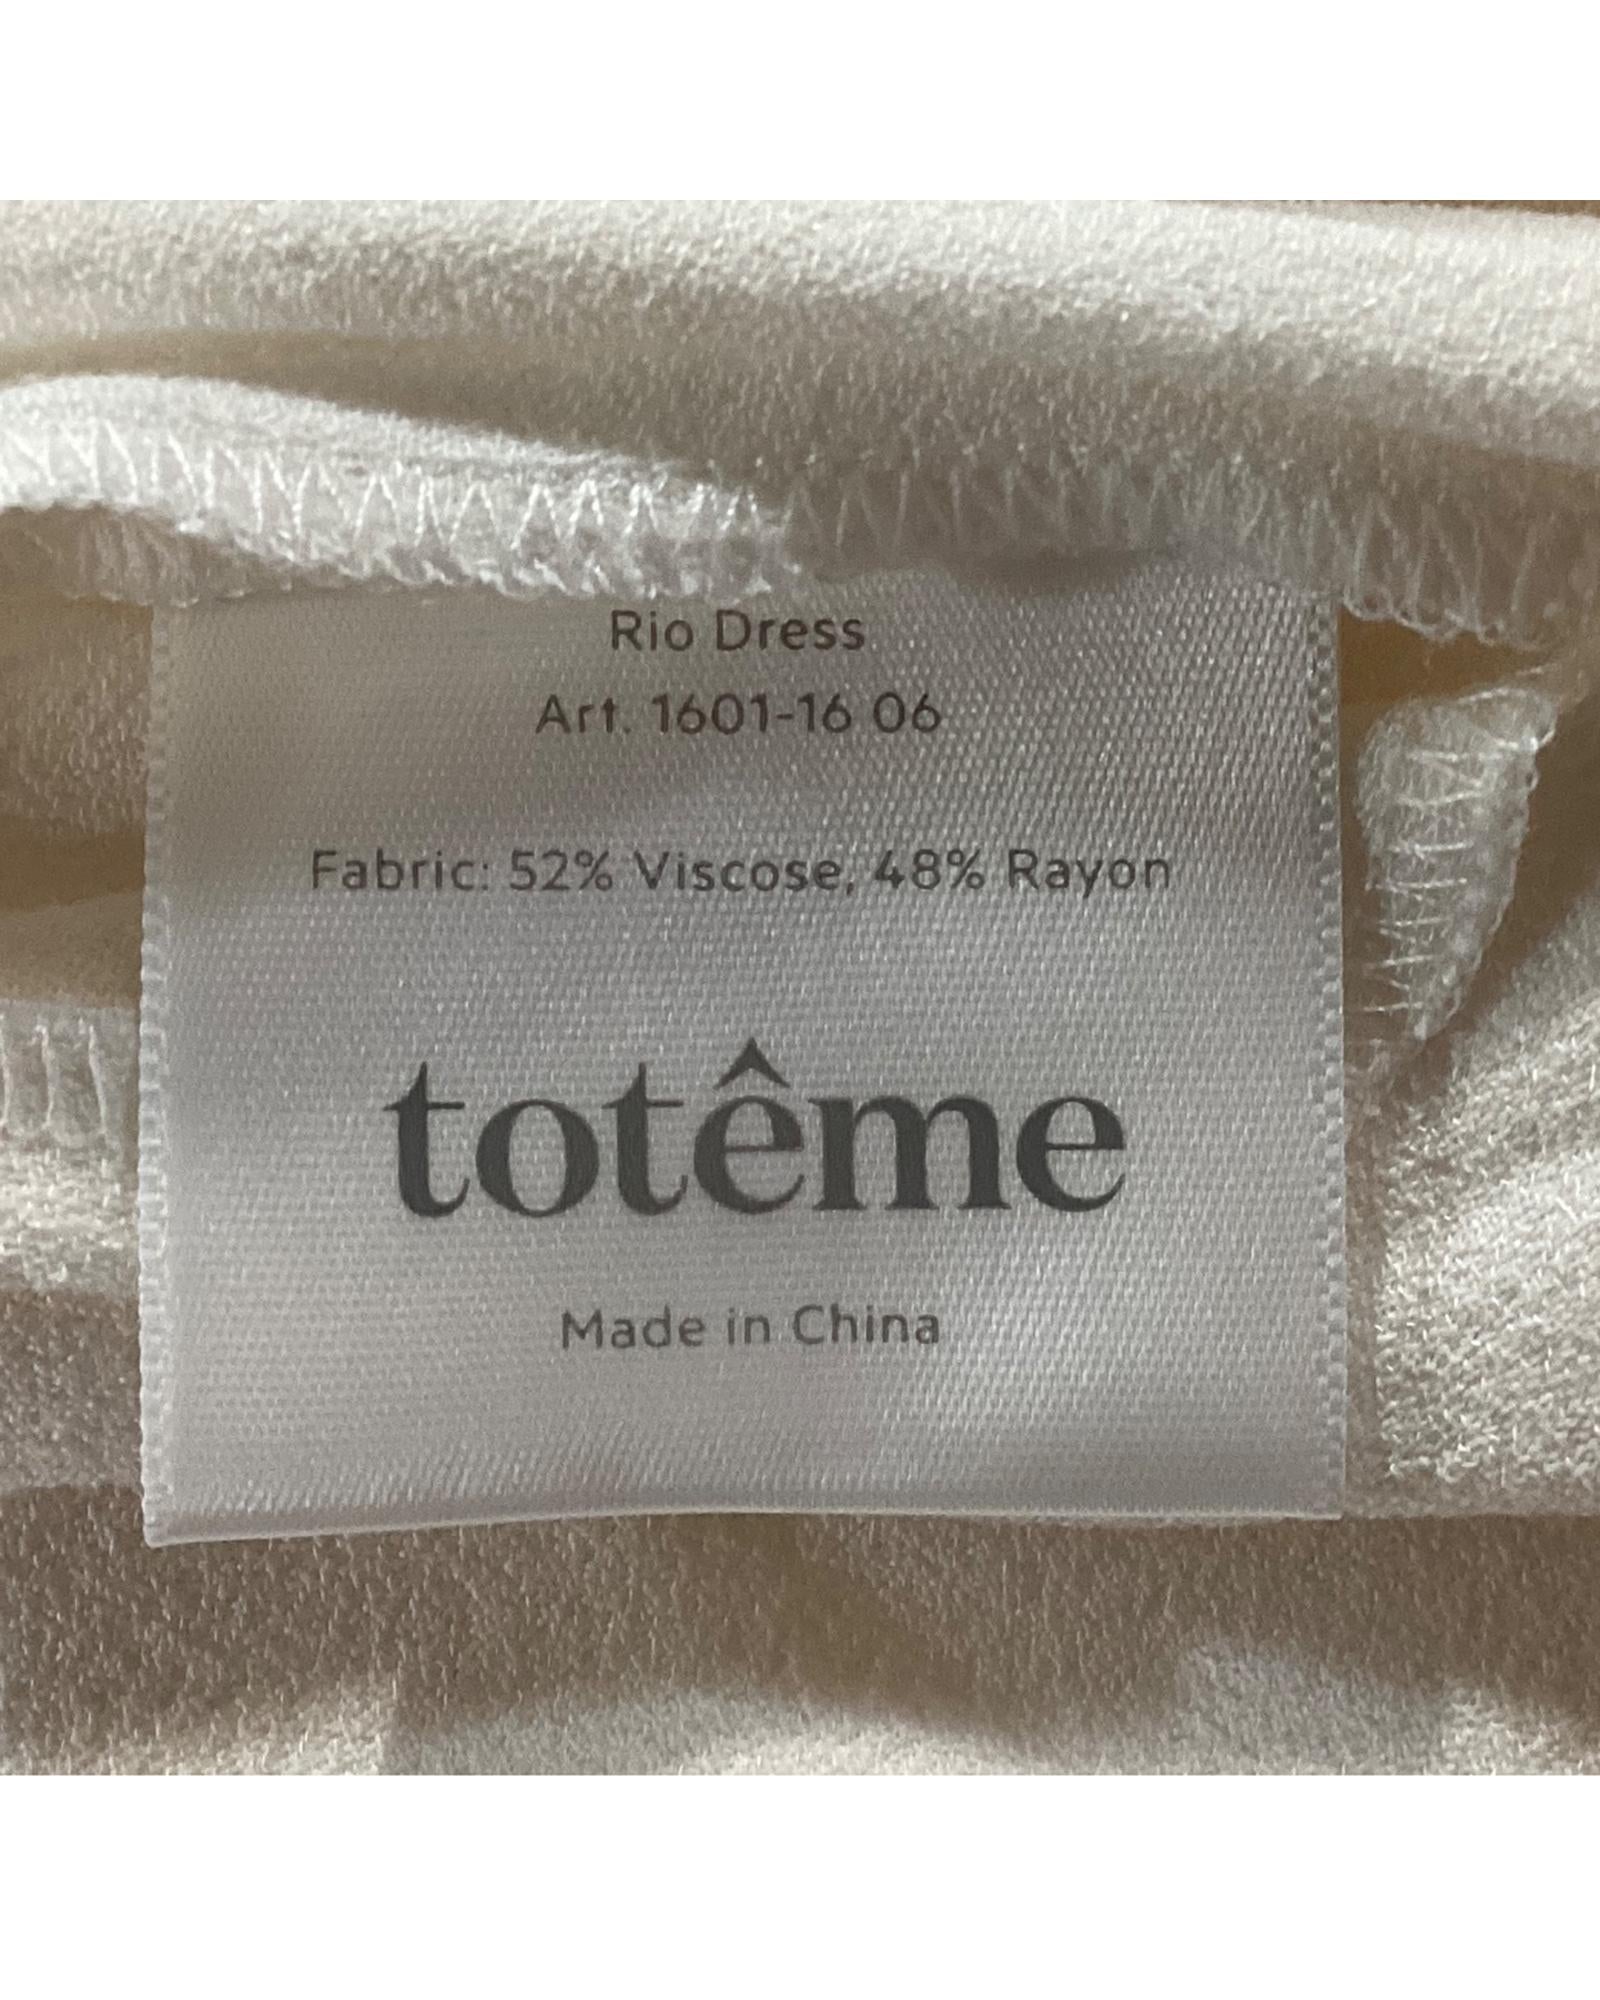 Rio Dress
Art. 1601-16 06
Fabric: 52% Viscose, 48% Rayon
totême
Made in China